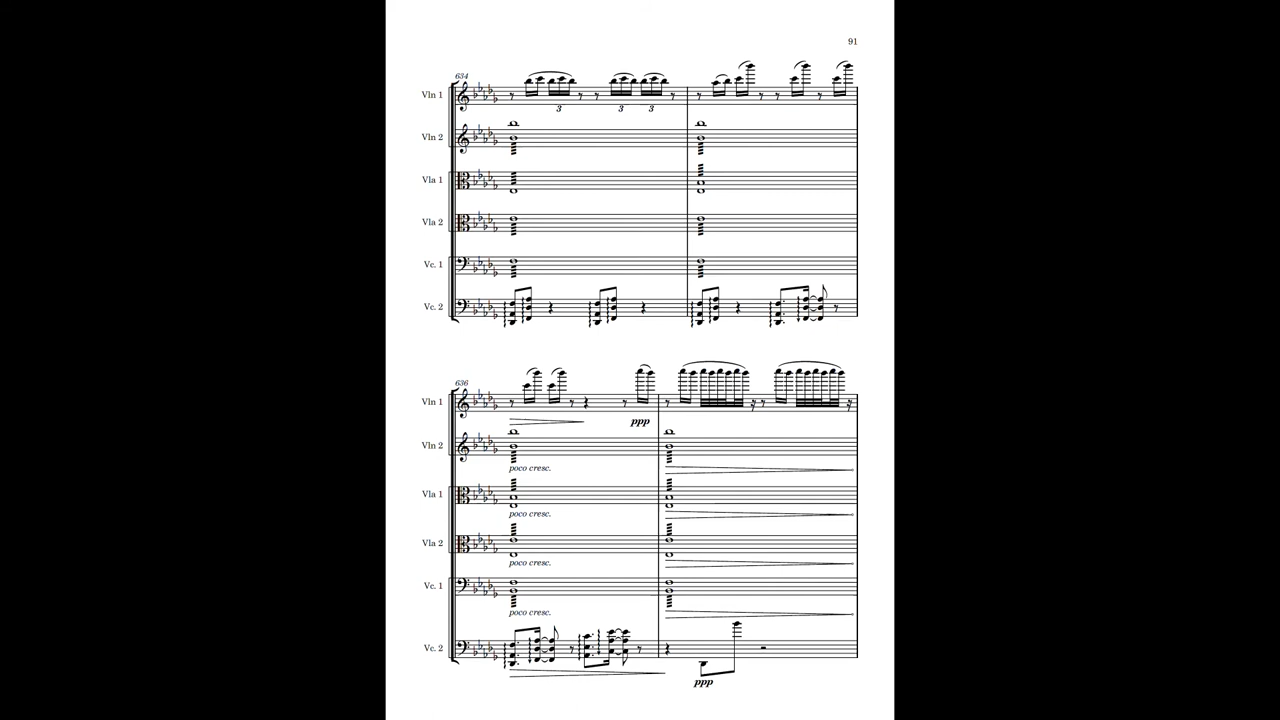 91
634
Vln 1
3 3 3
Vln 2
Vla 1
Vla 2
Vc. 1
Vc. 2
636
Vln 1
ppp
Vln 2
poco cresc.
Vla 1
poco cresc.
Vla 2
poco cresc.
Vc. 1
poco cresc.
Vc. 2
ppp